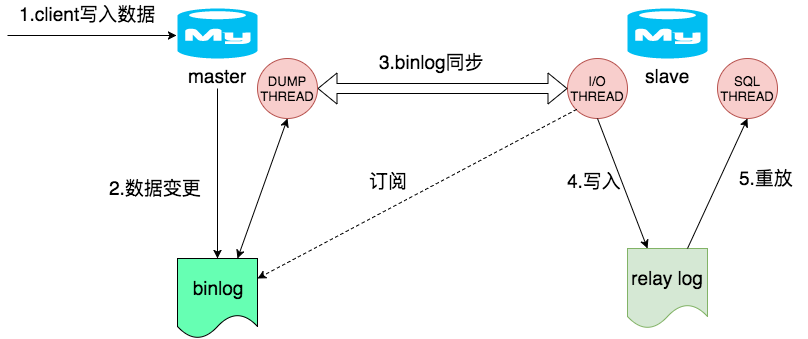 1.client写入数据
My
My
master
slave
3.binlog同步
DUMP
THREAD
I/O
THREAD
SQL
THREAD
2.数据变更
订阅
4.写入
5.重放
binlog
relay log